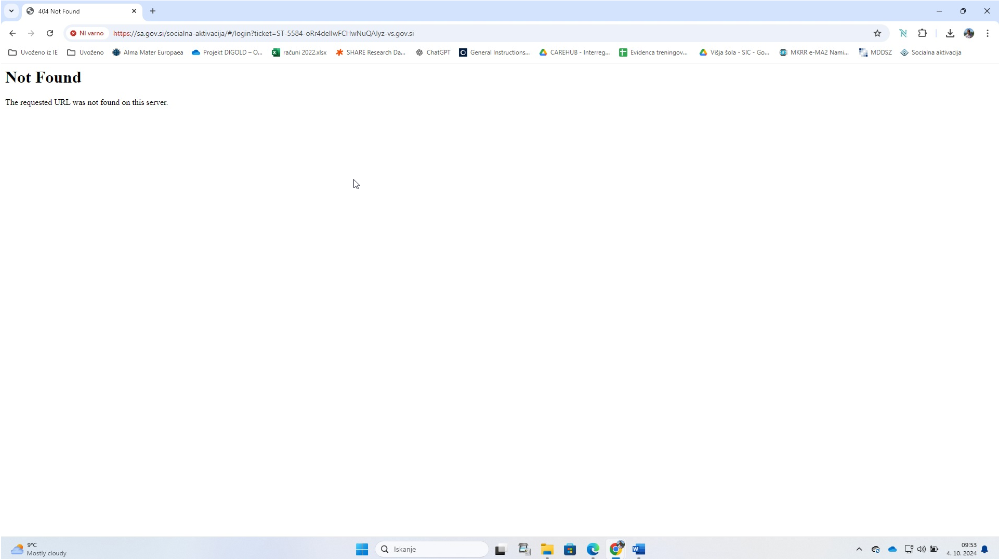 404 Not Found
Ni varno https://sa.gov.si/socialna-aktivacija/#/login?ticket=ST-5584-oRr4dellwFCHwNuQAlyz-vs.gov.si
Uvoženo iz IE Uvoženo Alma Mater Europaea Projekt DIGOLD – O... računi 2022.xlsx SHARE Research Da... ChatGPT General Instructions... CAREHUB - Interreg... Evidenca treningov... Višja šola - SIC - Go... MKRR e-MA2 Nami... MDDSZ Socialna aktivacija
Not Found
The requested URL was not found on this server.
9°C
Mostly cloudy
Iskanje
09:53
4. 10. 2024